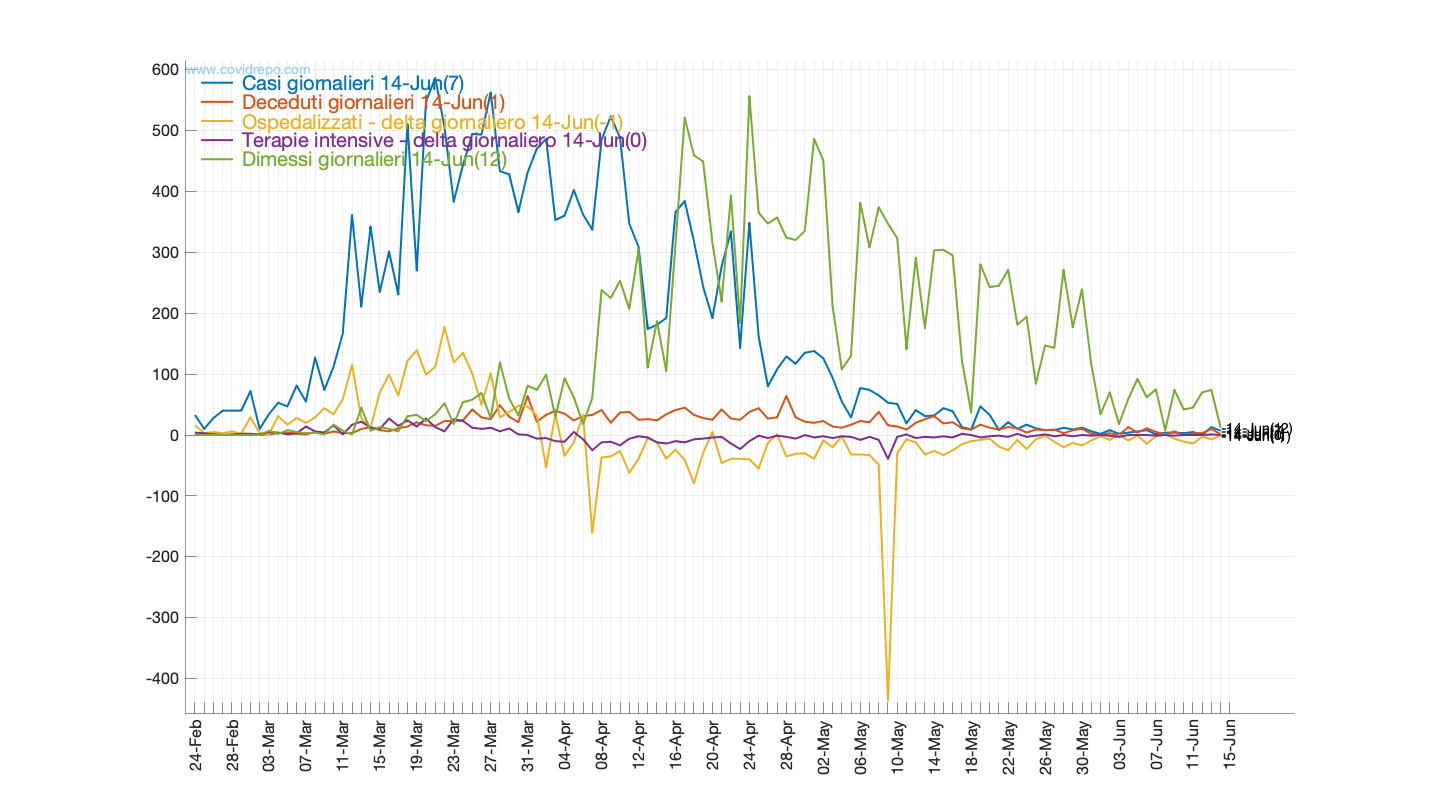 www.covidrepo.com
Casi giornalieri 14-Jun(7)
Deceduti giornalieri 14-Jun(1)
Ospedalizzati - delta giornaliero 14-Jun(-1)
Terapie intensive - delta giornaliero 14-Jun(0)
Dimessi giornalieri 14-Jun(12)
600
500
400
300
200
100
0
-100
-200
-300
-400
14-Jun(12)
24-Feb
28-Feb
03-Mar
07-Mar
11-Mar
15-Mar
19-Mar
23-Mar
27-Mar
31-Mar
04-Apr
08-Apr
12-Apr
16-Apr
20-Apr
24-Apr
28-Apr
02-May
06-May
10-May
14-May
18-May
22-May
26-May
30-May
03-Jun
07-Jun
11-Jun
15-Jun